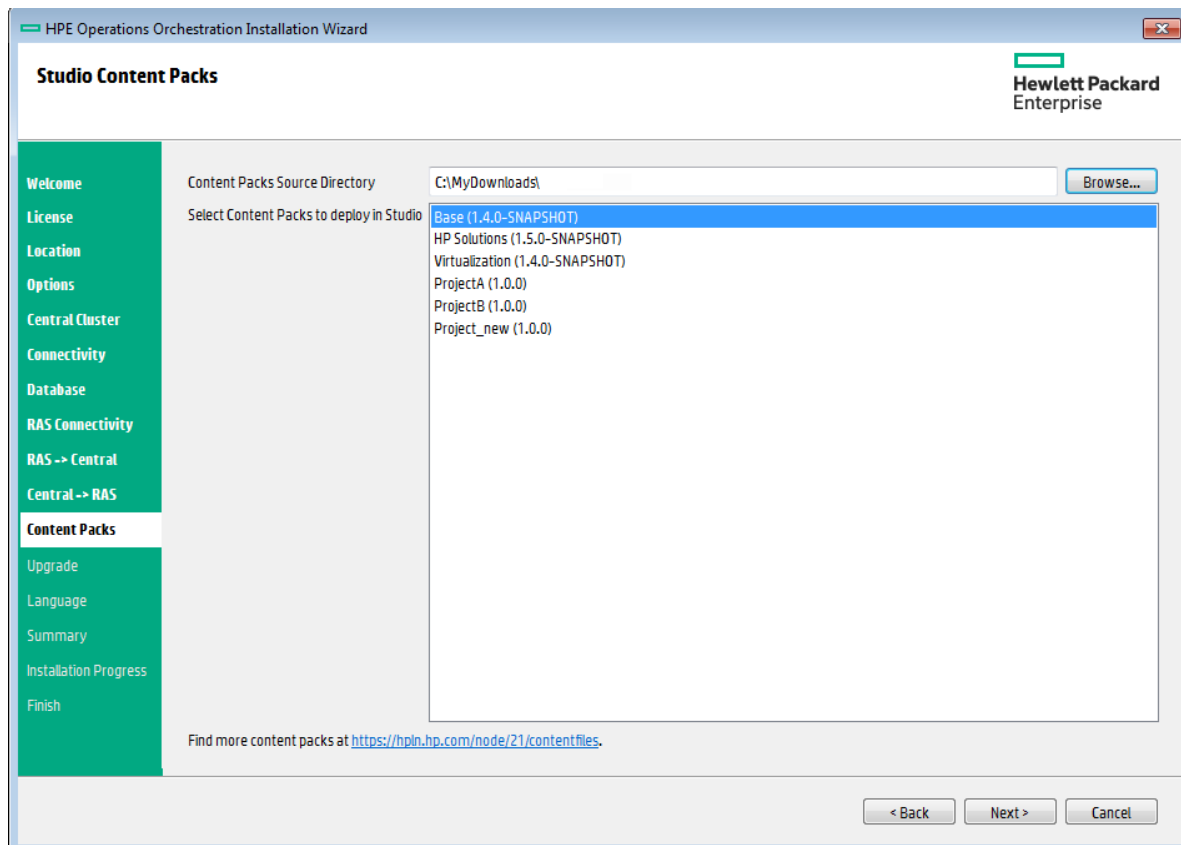 HPE Operations Orchestration Installation Wizard
Studio Content Packs
Hewlett Packard
Enterprise
Welcome
License
Location
Options
Central Cluster
Connectivity
Database
RAS Connectivity
RAS -> Central
Central -> RAS
Content Packs
Upgrade
Language
Summary
Installation Progress
Finish
Content Packs Source Directory
C:\MyDownloads\
Browse...
Select Content Packs to deploy in Studio
Base (1.4.0-SNAPSHOT)
HP Solutions (1.5.0-SNAPSHOT)
Virtualization (1.4.0-SNAPSHOT)
ProjectA (1.0.0)
ProjectB (1.0.0)
Project_new (1.0.0)
Find more content packs at https://hpln.hp.com/node/21/contentfiles.
< Back
Next >
Cancel